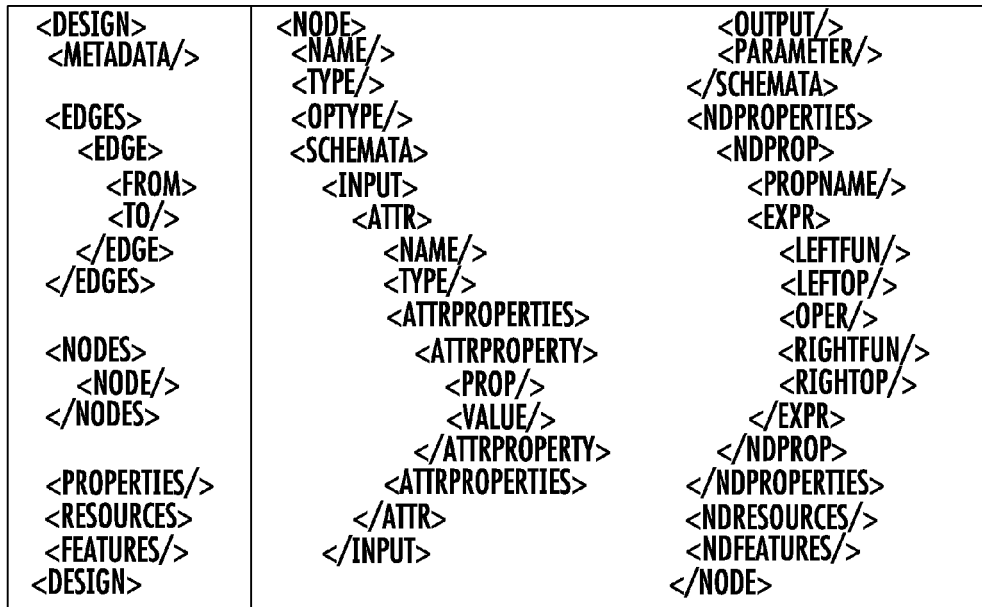 <DESIGN>
<METADATA/>
<EDGES>
<EDGE>
<FROM>
<TO/>
</EDGE>
</EDGES>
<NODES>
<NODE/>
</NODES>
<PROPERTIES/>
<RESOURCES>
<FEATURES/>
<DESIGN>
<NODE>
<NAME/>
<TYPE/>
<OPTYPE/>
<SCHEMATA>
<INPUT>
<ATTR>
<NAME/>
<TYPE/>
<ATTRPROPERTIES>
<ATTRPROPERTY>
<PROP/>
<VALUE/>
</ATTRPROPERTY>
<ATTRPROPERTIES>
</ATTR>
</INPUT>
<OUTPUT/>
<PARAMETER/>
</SCHEMATA>
<NDPROPERTIES>
<NDPROP>
<PROPNAME/>
<EXPR>
<LEFTFUN/>
<LEFTOP/>
<OPER/>
<RIGHTFUN/>
<RIGHTOP/>
</EXPR>
</NDPROP>
</NDPROPERTIES>
<NDRESOURCES/>
<NDFEATURES/>
</NODE>